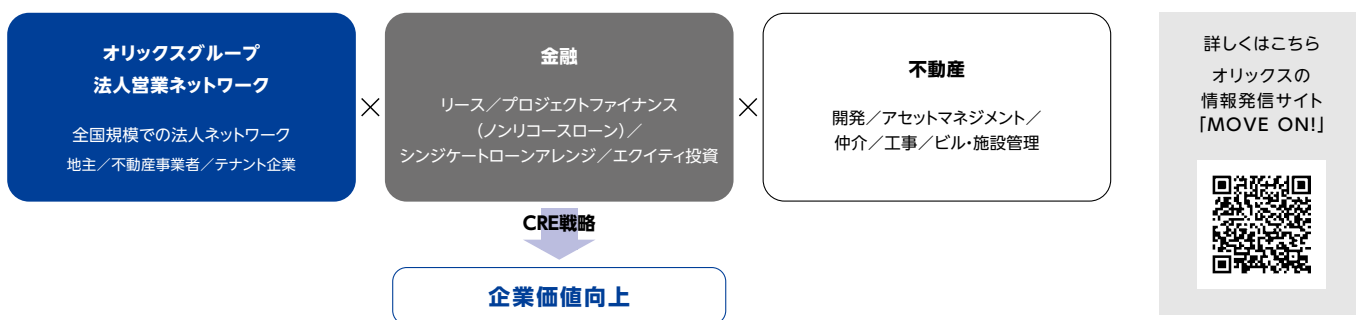 オリックスグループ
法人営業ネットワーク
全国規模での法人ネットワーク
地主／不動産事業者／テナント企業
×
金融
リース／プロジェクトファイナンス
（ノンリコースローン）／
シンジケートローンアレンジ／エクイティ投資
×
不動産
開発／アセットマネジメント／
仲介／工事／ビル・施設管理
CRE戦略
企業価値向上
詳しくはこちら
オリックスの
情報発信サイト
「MOVE ON!」